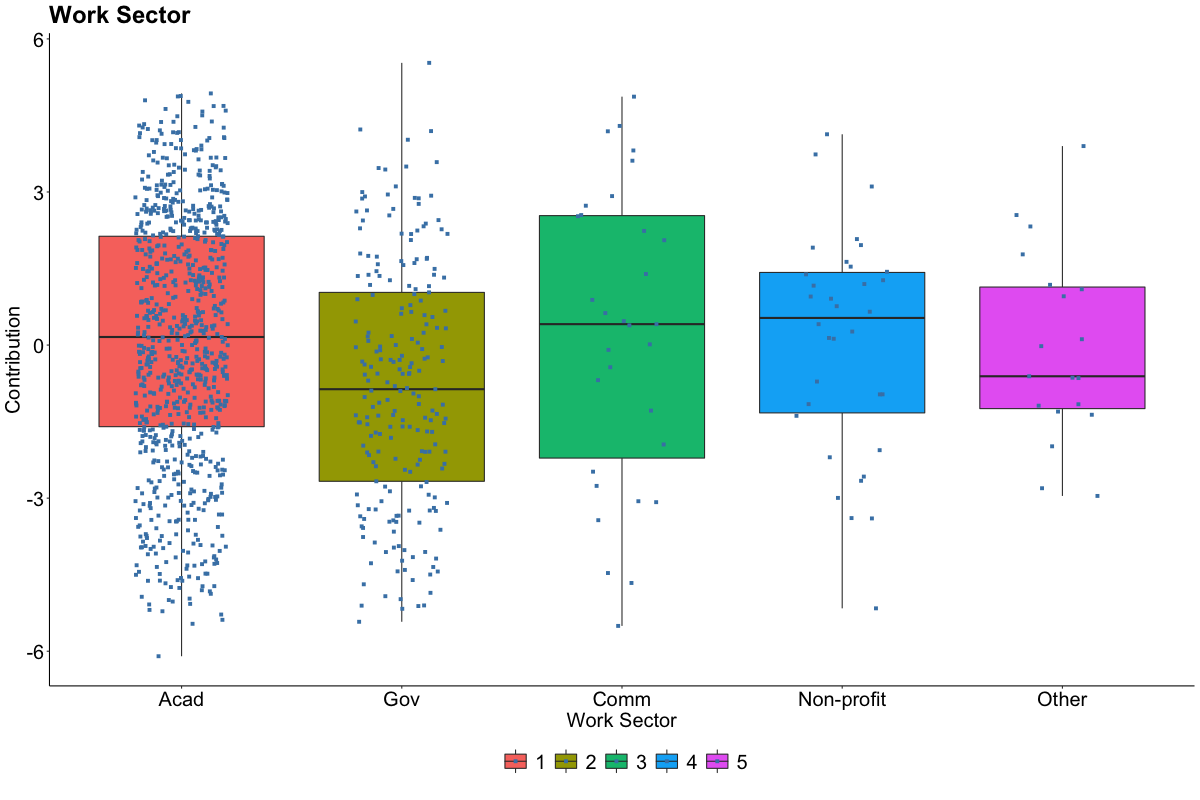 Work Sector
6
3
0
-3
-6
Contribution
Acad Gov Comm Non-profit Other
Work Sector
1 2 3 4 5